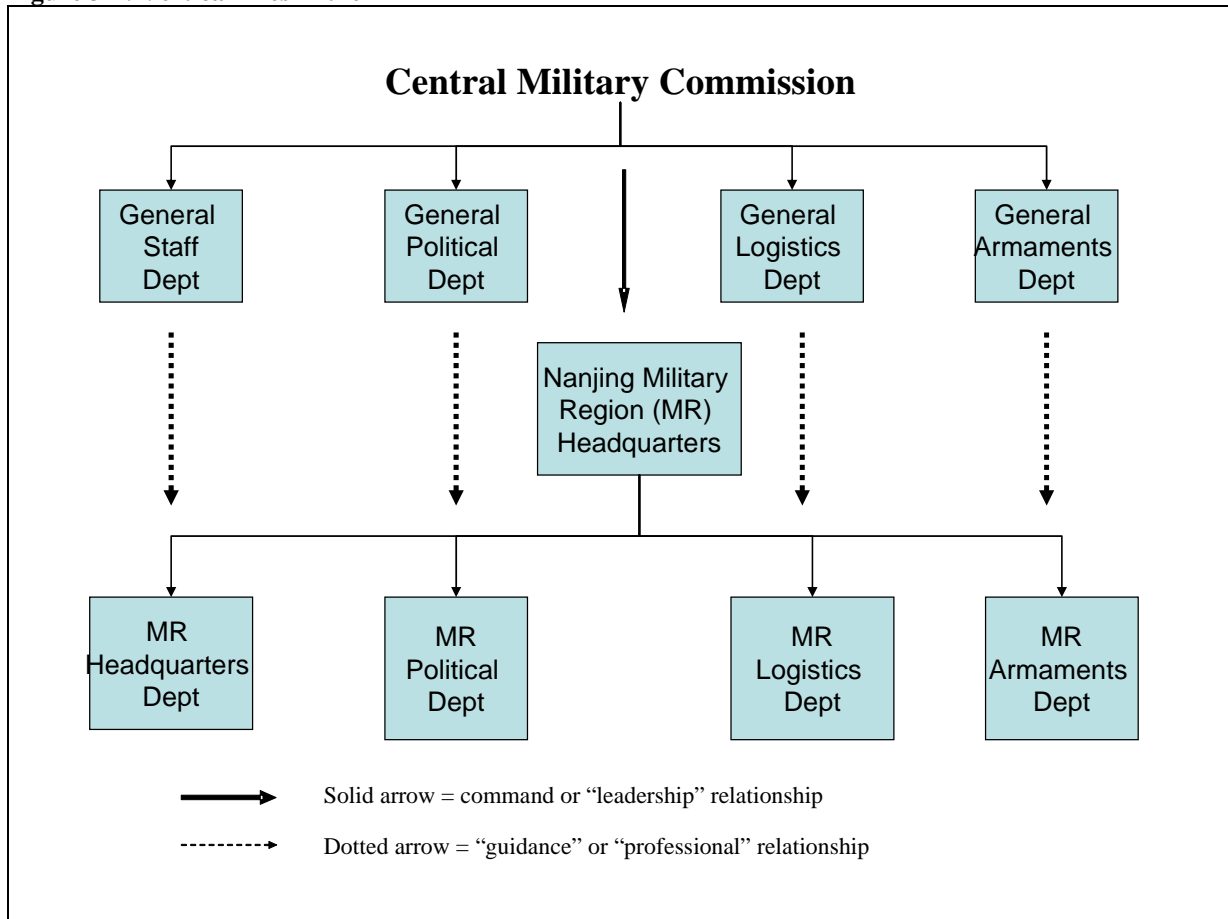 Central Military Commission
General
Staff
Dept
General
Political
Dept
General
Logistics
Dept
General
Armaments
Dept
Nanjing Military
Region (MR)
Headquarters
MR
Headquarters
Dept
MR
Political
Dept
MR
Logistics
Dept
MR
Armaments
Dept
Solid arrow = command or “leadership” relationship
Dotted arrow = “guidance” or “professional” relationship